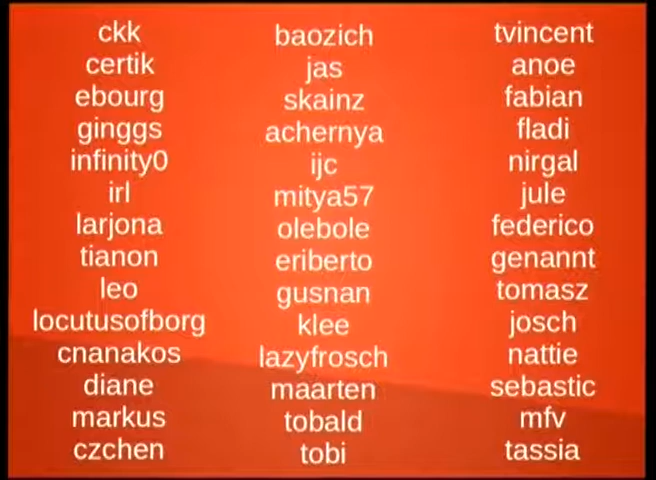 ckk
certik
ebourg
ginggs
infinity0
irl
larjona
tianon
leo
locutusofborg
cnanakos
diane
markus
czchen
baozich
jas
skainz
achernya
ijc
mitya57
olebole
eriberto
gusnan
klee
lazyfrosch
maarten
tobald
tobi
tvincent
anoe
fabian
fladi
nirgal
jule
federico
genannt
tomasz
josch
nattie
sebastic
mfv
tassia